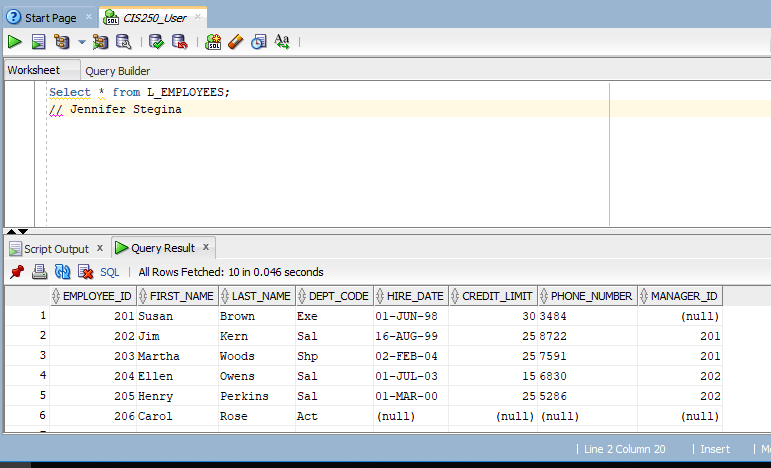 Start Page × CIS250_User ×
SQL Aa
Worksheet Query Builder
Select * from L_EMPLOYEES;
// Jennifer Stegina
Script Output × Query Result ×
SQL | All Rows Fetched: 10 in 0.046 seconds
EMPLOYEE_ID FIRST_NAME LAST_NAME DEPT_CODE HIRE_DATE CREDIT_LIMIT PHONE_NUMBER MANAGER_ID
1 201 Susan Brown Exe 01-JUN-98 30 3484 (null)
2 202 Jim Kern Sal 16-AUG-99 25 8722 201
3 203 Martha Woods Shp 02-FEB-04 25 7591 201
4 204 Ellen Owens Sal 01-JUL-03 15 6830 202
5 205 Henry Perkins Sal 01-MAR-00 25 5286 202
6 206 Carol Rose Act (null) (null) (null) (null)
Line 2 Column 20 | Insert | M